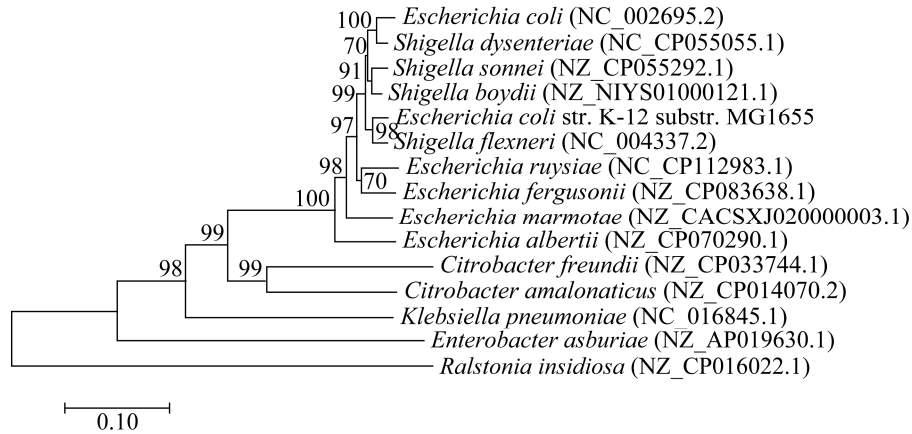 100
Escherichia coli (NC_002695.2)
70
Shigella dysenteriae (NC_CP055055.1)
91
Shigella sonnei (NZ_CP055292.1)
99
Shigella boydii (NZ_NIYS01000121.1)
97
Escherichia coli str. K-12 substr. MG1655
98
Shigella flexneri (NC_004337.2)
98
Escherichia ruysiae (NC_CP112983.1)
70
100
Escherichia fergusonii (NZ_CP083638.1)
Escherichia marmotae (NZ_CACSXJ020000003.1)
99
Escherichia albertii (NZ_CP070290.1)
98
99
Citrobacter freundii (NZ_CP033744.1)
Citrobacter amalonaticus (NZ_CP014070.2)
Klebsiella pneumoniae (NC_016845.1)
Enterobacter asburiae (NZ_AP019630.1)
Ralstonia insidiosa (NZ_CP016022.1)
0.10